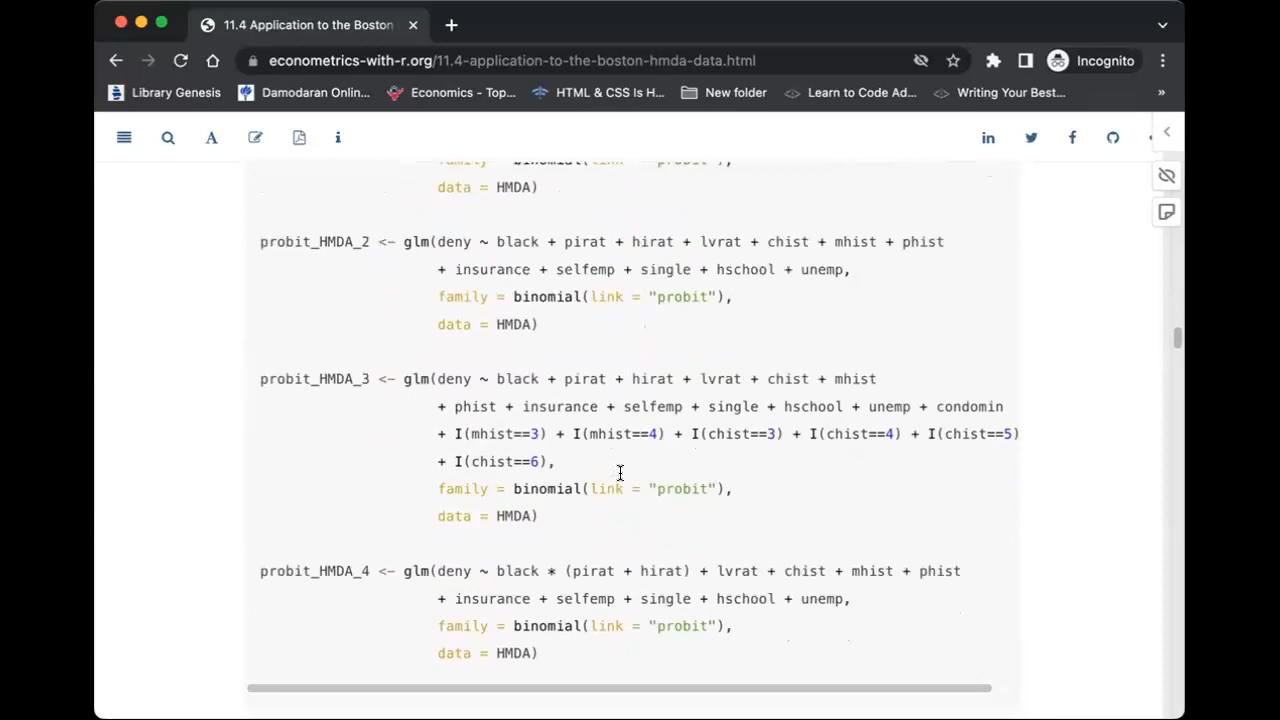 11.4 Application to the Boston
econometrics-with-r.org/11.4-application-to-the-boston-hmda-data.html
Incognito
Library Genesis
Damodaran Onlin...
Economics - Top...
HTML & CSS Is H...
New folder
Learn to Code Ad...
Writing Your Best...
»
family = binomial(link = "probit"),
data = HMDA)
probit_HMDA_2 <- glm(deny ~ black + pirat + hirat + lvrat + chist + mhist + phist
+ insurance + selfemp + single + hschool + unemp,
family = binomial(link = "probit"),
data = HMDA)
probit_HMDA_3 <- glm(deny ~ black + pirat + hirat + lvrat + chist + mhist
+ phist + insurance + selfemp + single + hschool + unemp + condomin
+ I(mhist==3) + I(mhist==4) + I(chist==3) + I(chist==4) + I(chist==5)
+ I(chist==6),
family = binomial(link = "probit"),
data = HMDA)
probit_HMDA_4 <- glm(deny ~ black * (pirat + hirat) + lvrat + chist + mhist + phist
+ insurance + selfemp + single + hschool + unemp,
family = binomial(link = "probit"),
data = HMDA)